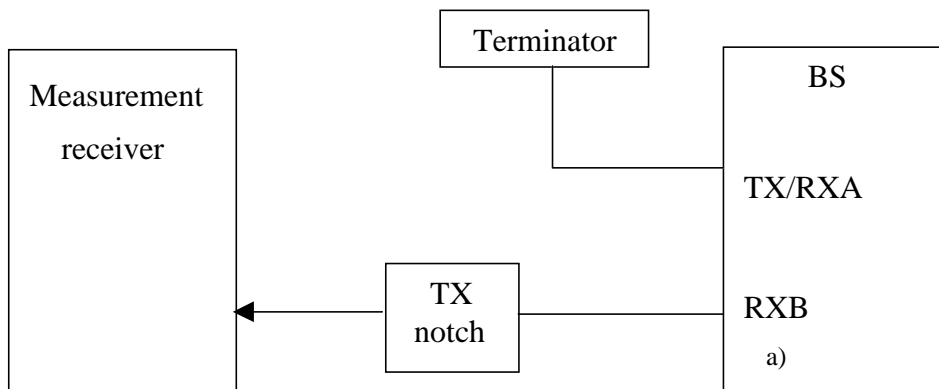 Terminator
Measurement
receiver
BS
TX/RXA
TX
notch
RXB
a)